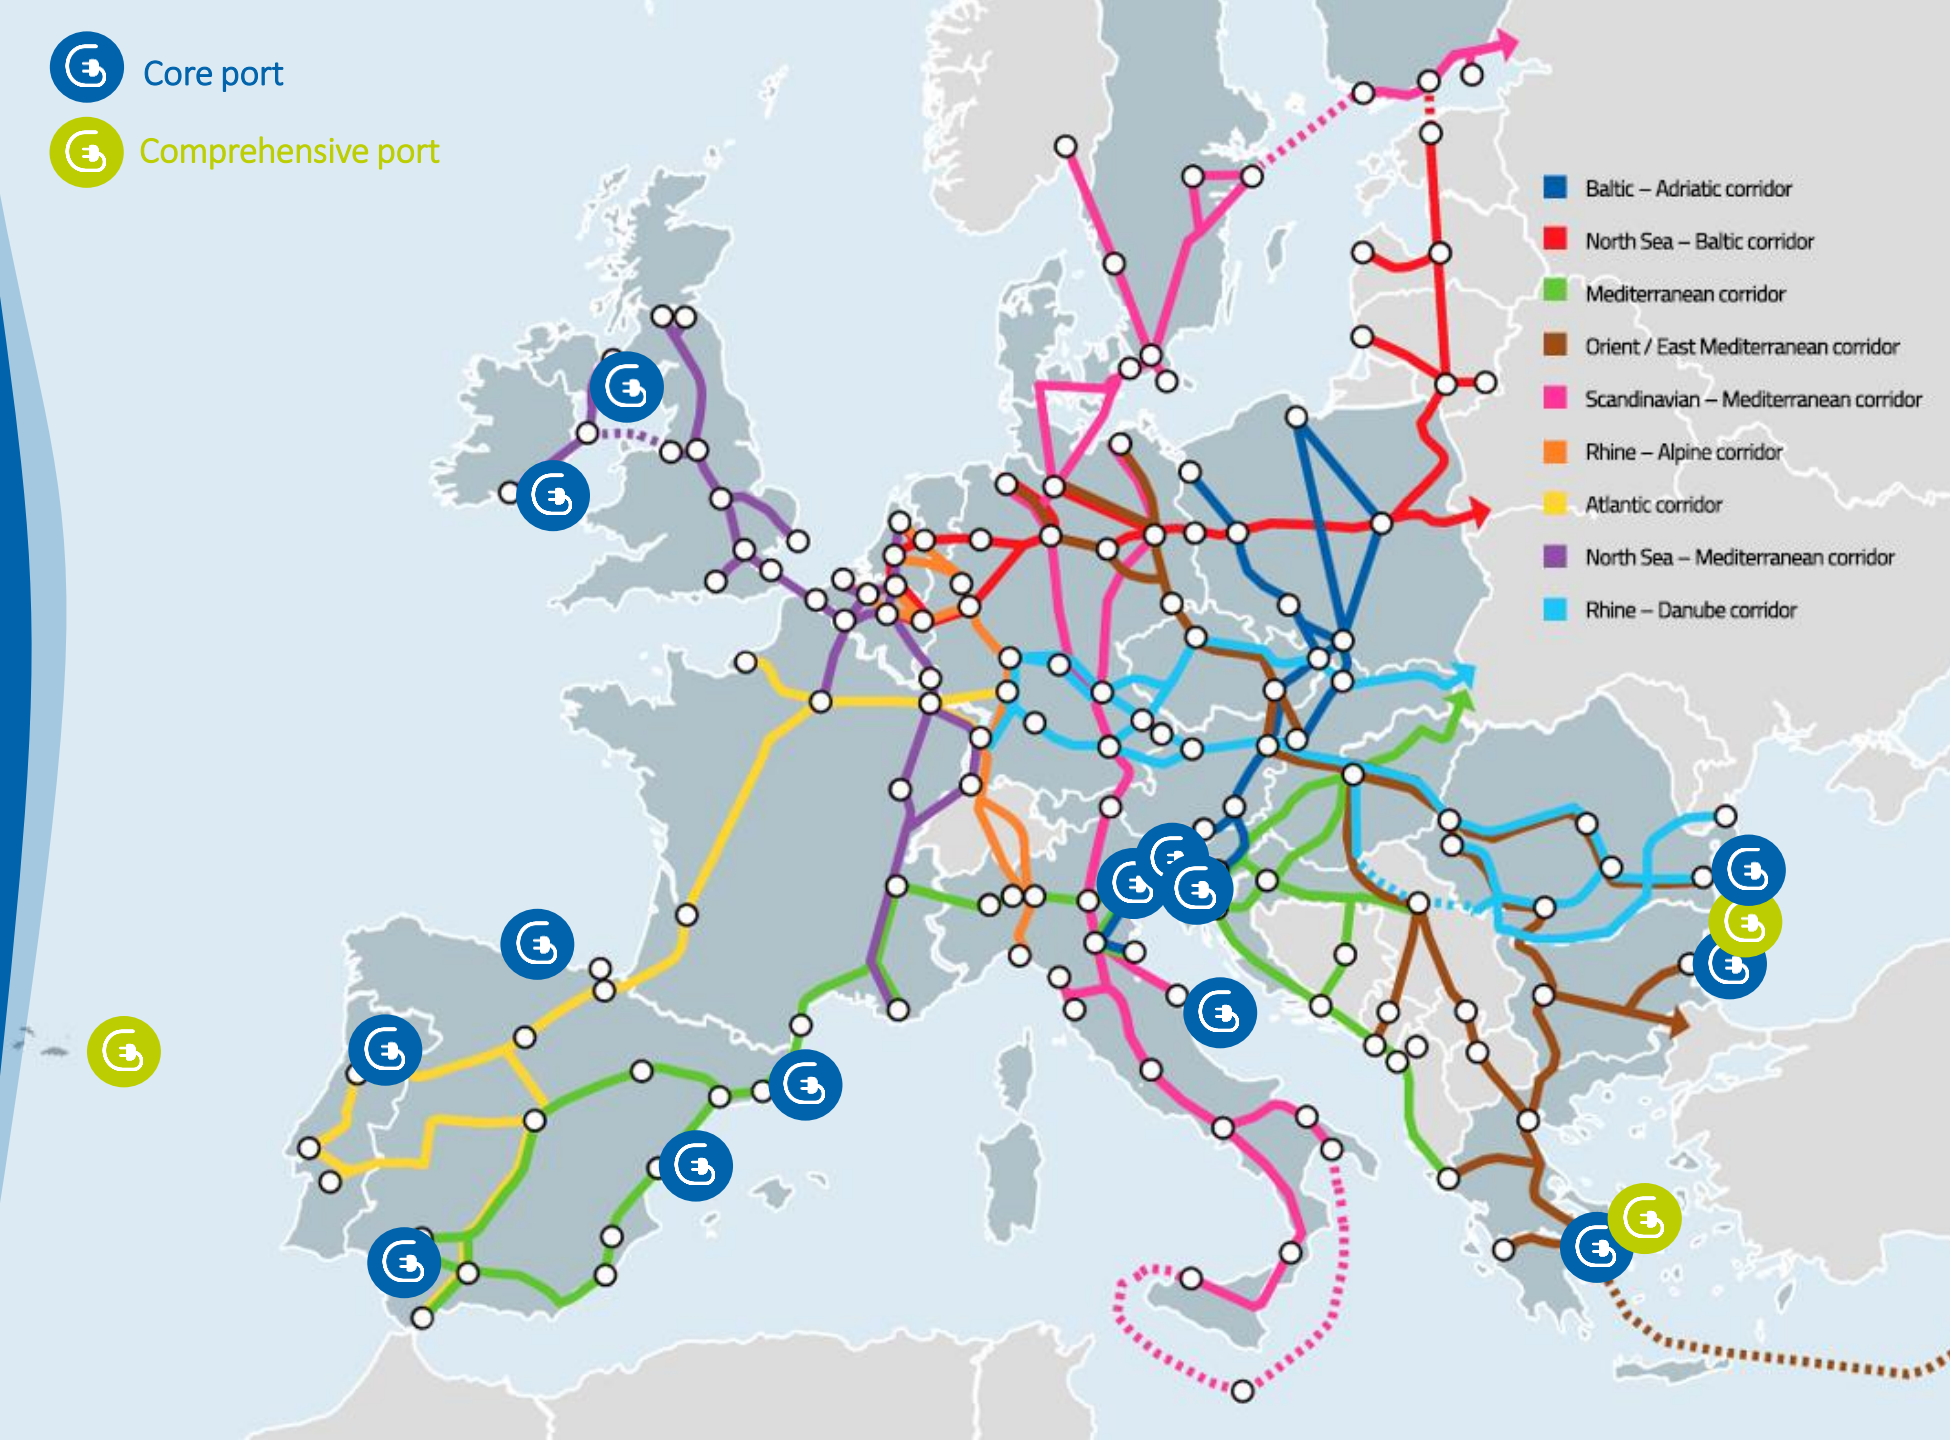 Core port
Comprehensive port
Baltic – Adriatic corridor
North Sea – Baltic corridor
Mediterranean corridor
Orient / East Mediterranean corridor
Scandinavian – Mediterranean corridor
Rhine – Alpine corridor
Atlantic corridor
North Sea – Mediterranean corridor
Rhine – Danube corridor